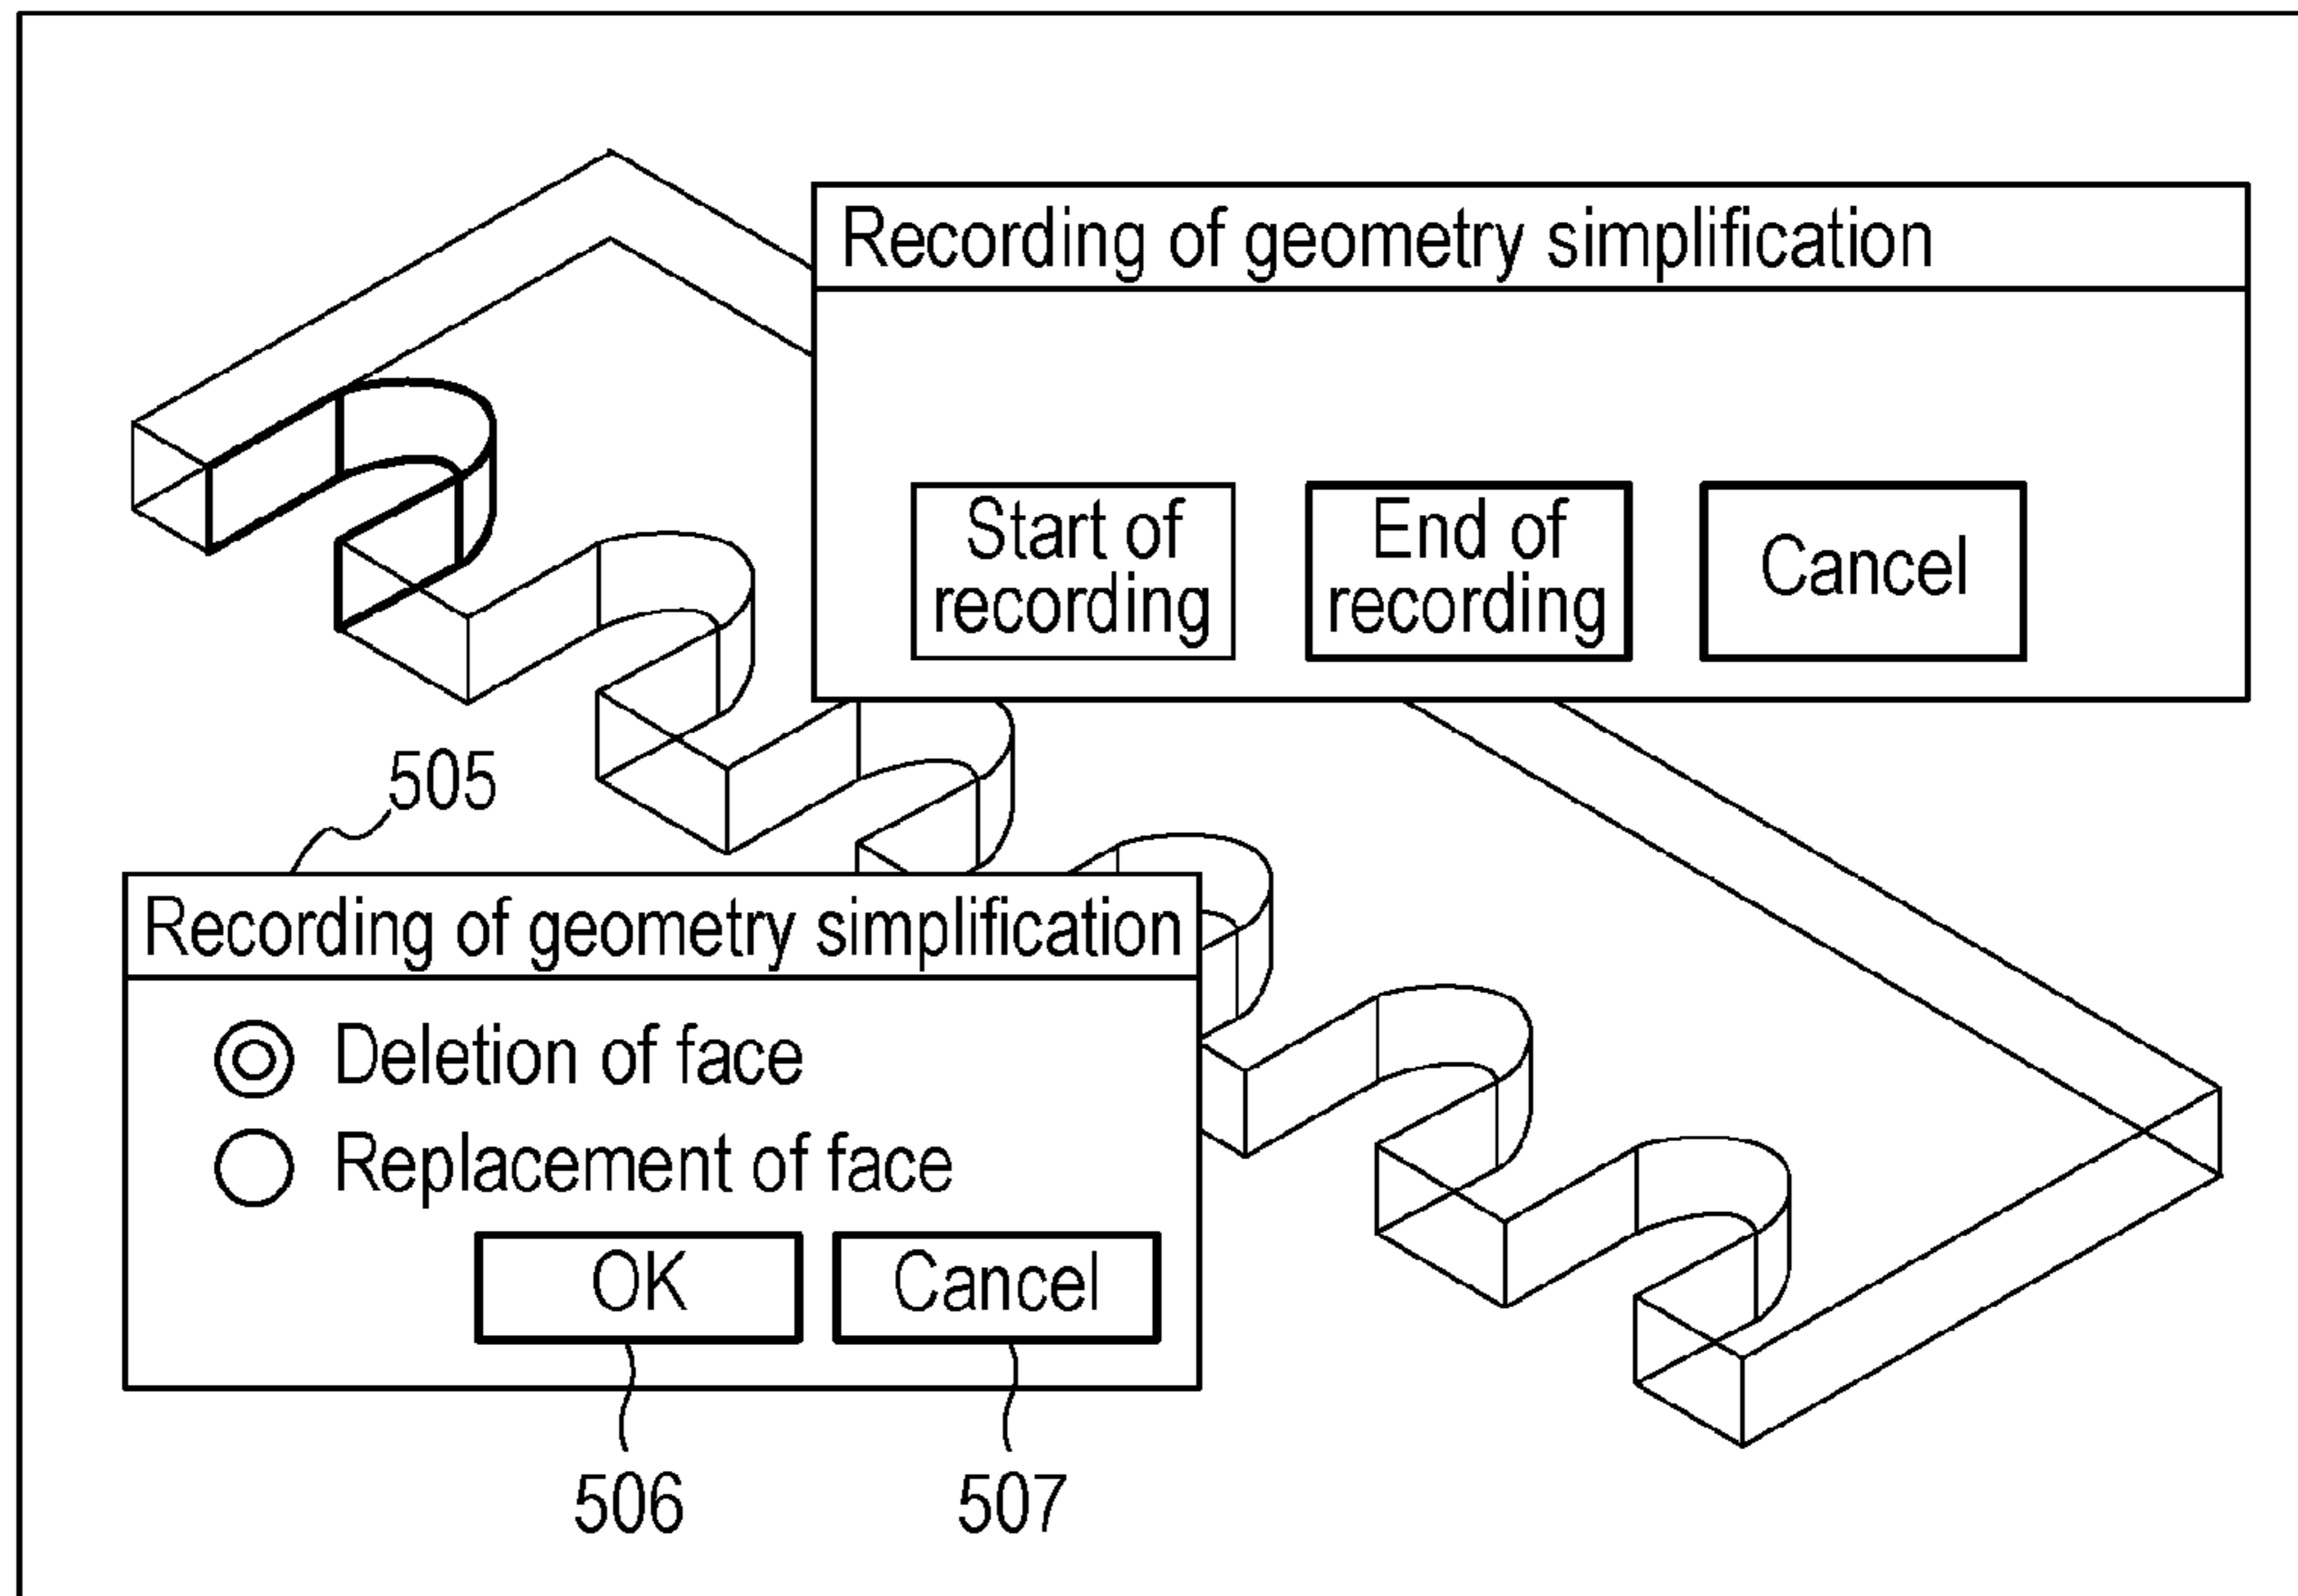 Recording of geometry simplification
Start of
recording
End of
recording
Cancel
505
Recording of geometry simplification
Deletion of face
Replacement of face
OK
Cancel
506
507